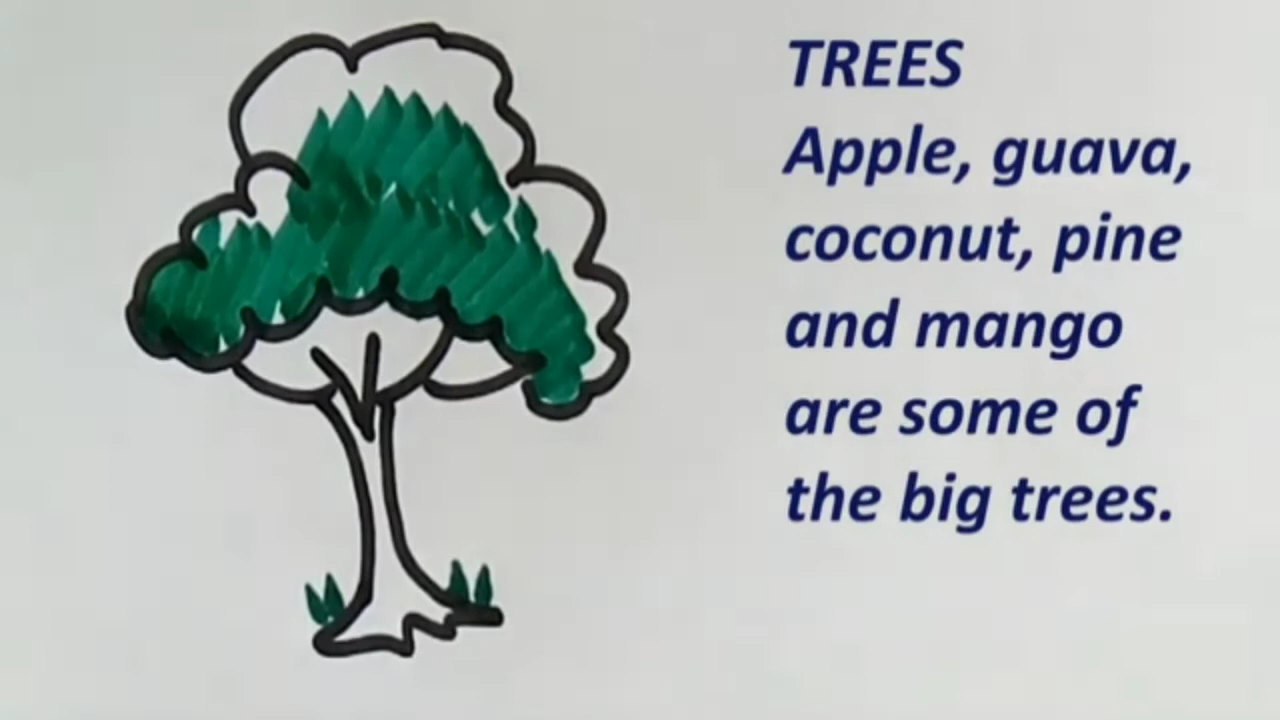 TREES
Apple, guava,
coconut, pine
and mango
are some of
the big trees.